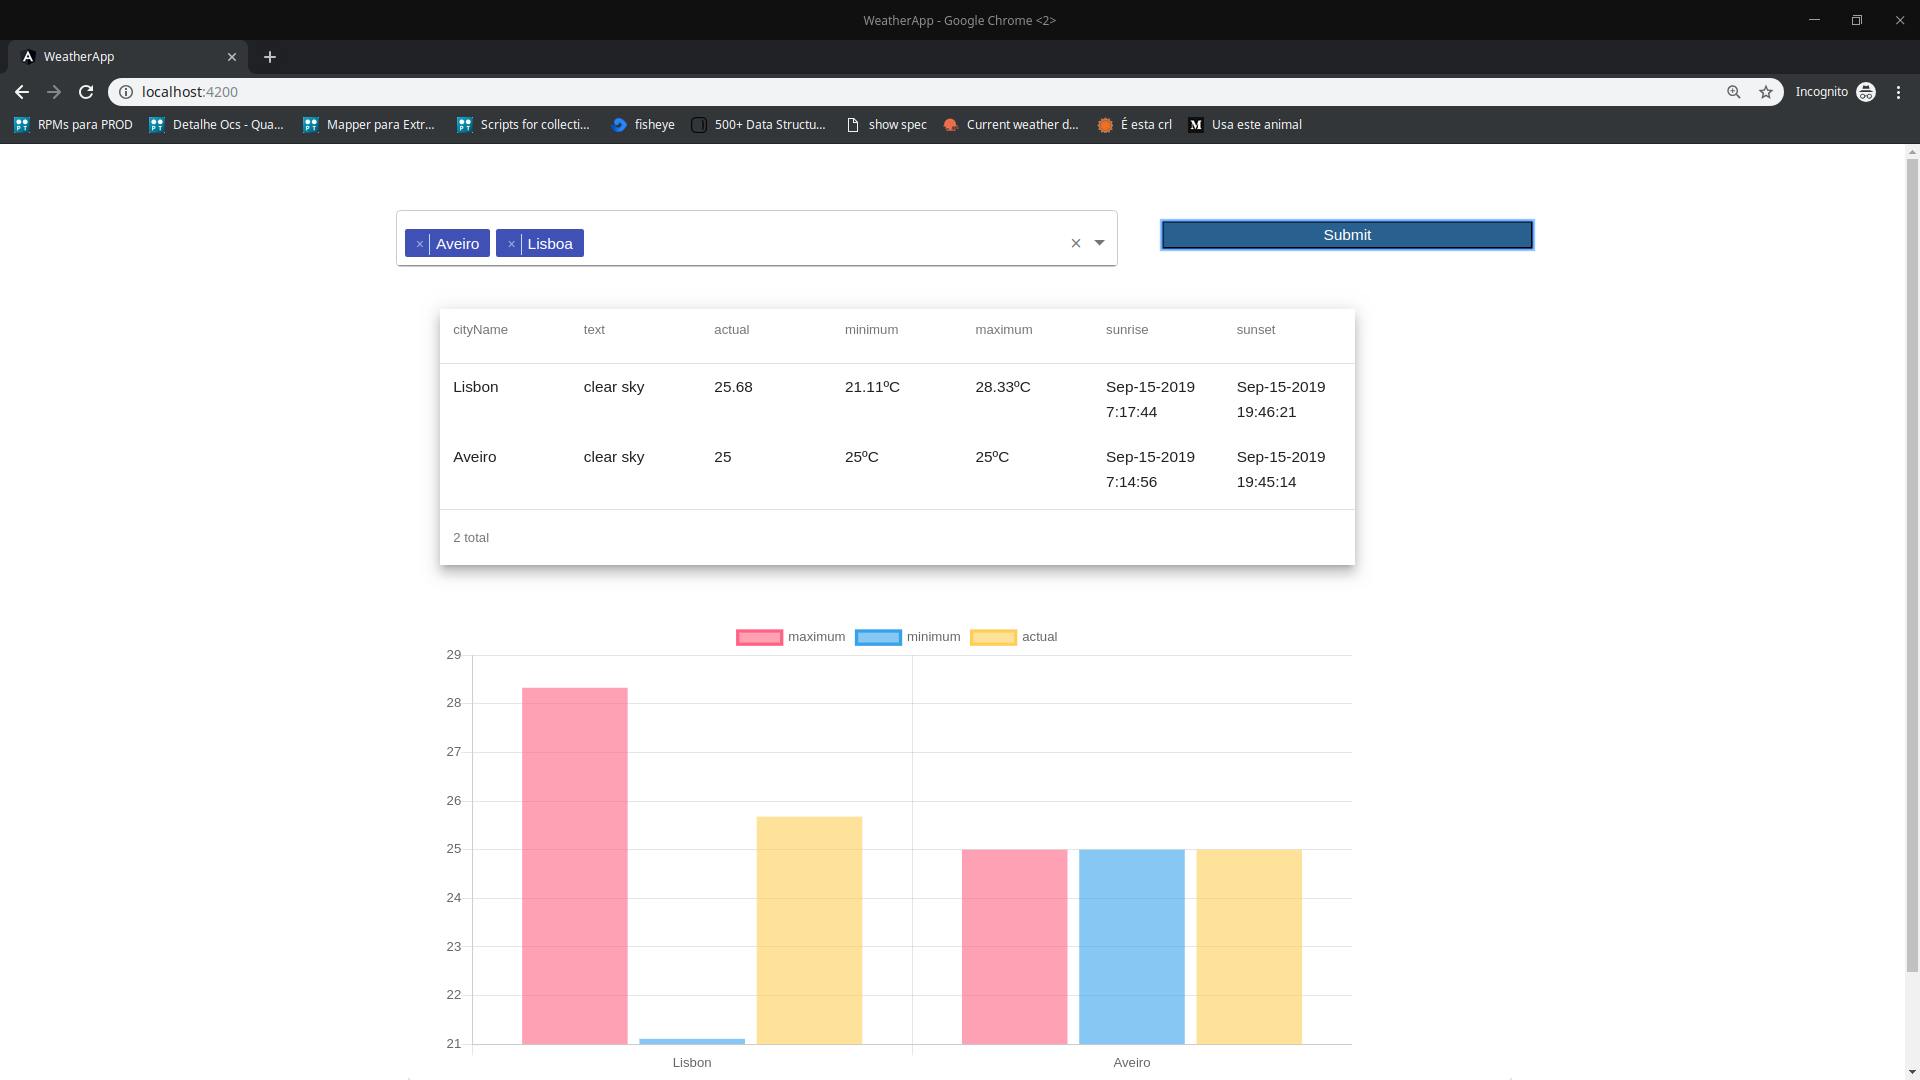 WeatherApp - Google Chrome <2>
WeatherApp
localhost:4200
Incognito
RPMs para PROD Detalhe Ocs - Qua... Mapper para Extr... Scripts for collecti... fisheye 500+ Data Structu... show spec Current weather d... É esta crl M Usa este animal
× Aveiro × Lisboa × Submit
cityName text actual minimum maximum sunrise sunset
Lisbon clear sky 25.68 21.11ºC 28.33ºC Sep-15-2019 Sep-15-2019
7:17:44 19:46:21
Aveiro clear sky 25 25ºC 25ºC Sep-15-2019 Sep-15-2019
7:14:56 19:45:14
2 total
maximum minimum actual
29
28
27
26
25
24
23
22
21
Lisbon Aveiro